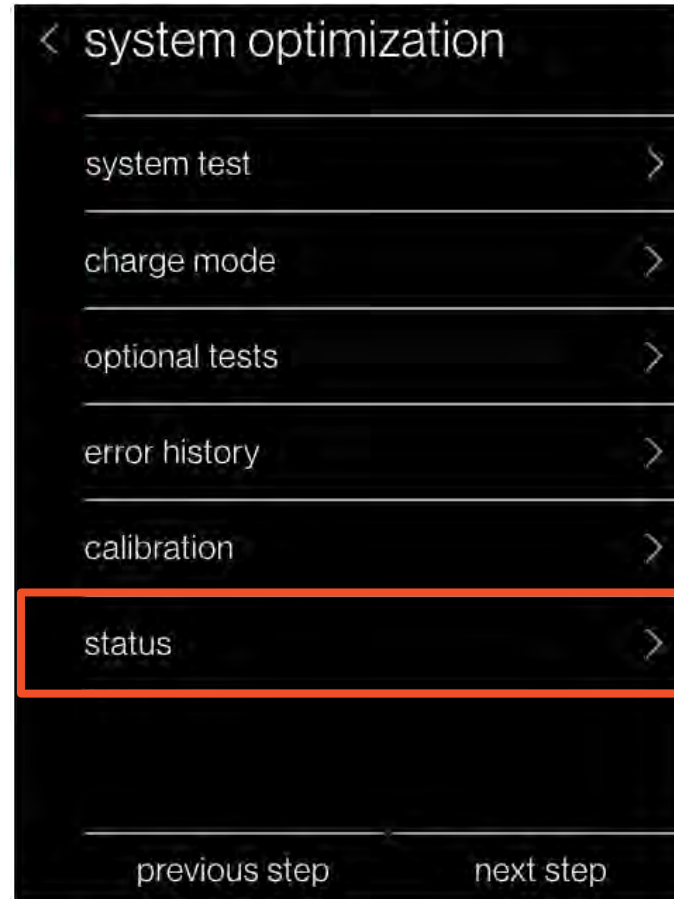 system optimization
system test
charge mode
optional tests
error history
calibration
status
previous step next step